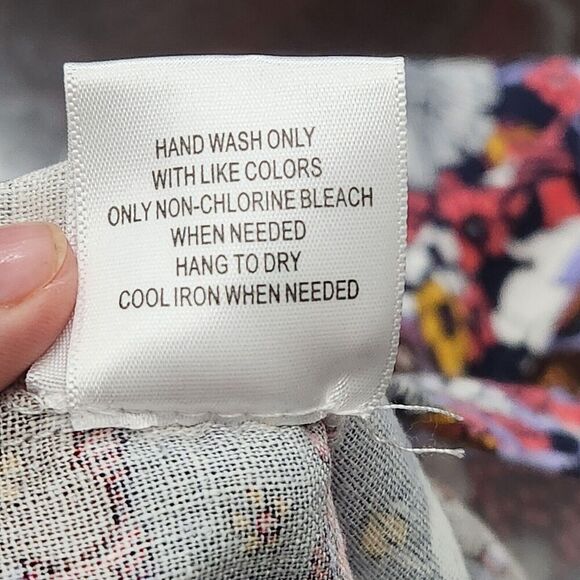 HAND WASH ONLY
WITH LIKE COLORS
ONLY NON-CHLORINE BLEACH
WHEN NEEDED
HANG TO DRY
COOL IRON WHEN NEEDED